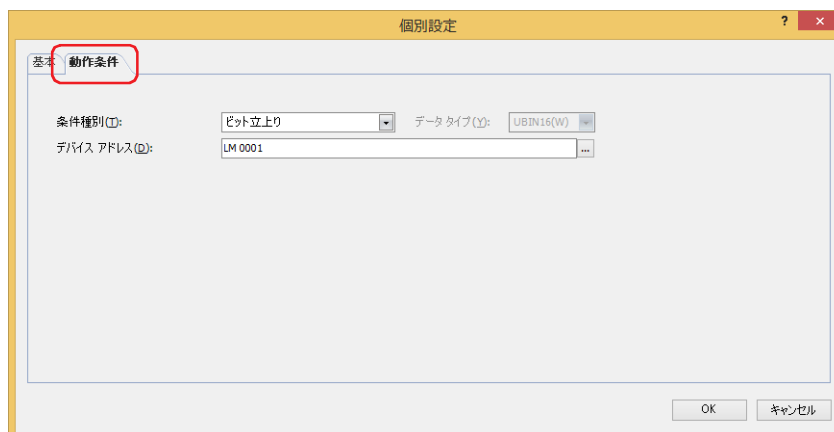 個別設定
?
×
基本 動作条件
条件種別(T): ビット立上り データ タイプ(Y): UBIN16(W)
デバイス アドレス(D): LM 0001 ...
OK キャンセル